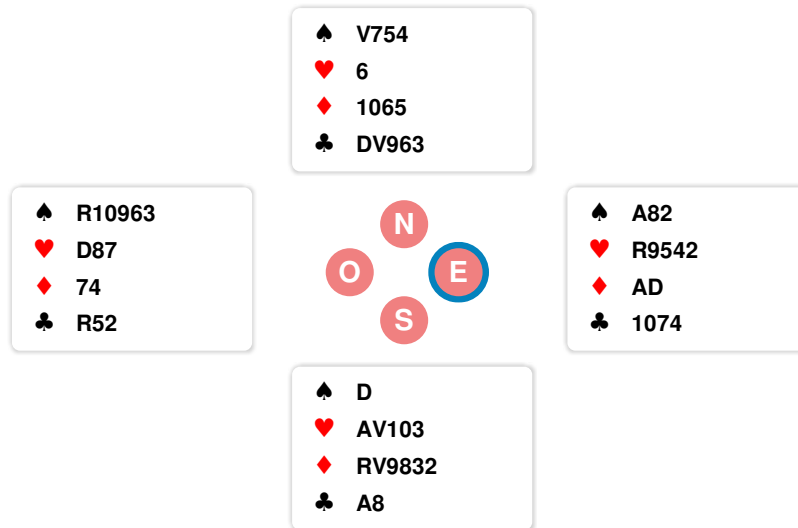 ♠ V754
♥ 6
♦ 1065
♣ DV963
♠ R10963
♥ D87
♦ 74
♣ R52
N
O
E
S
♠ A82
♥ R9542
♦ AD
♣ 1074
♠ D
♥ AV103
♦ RV9832
♣ A8